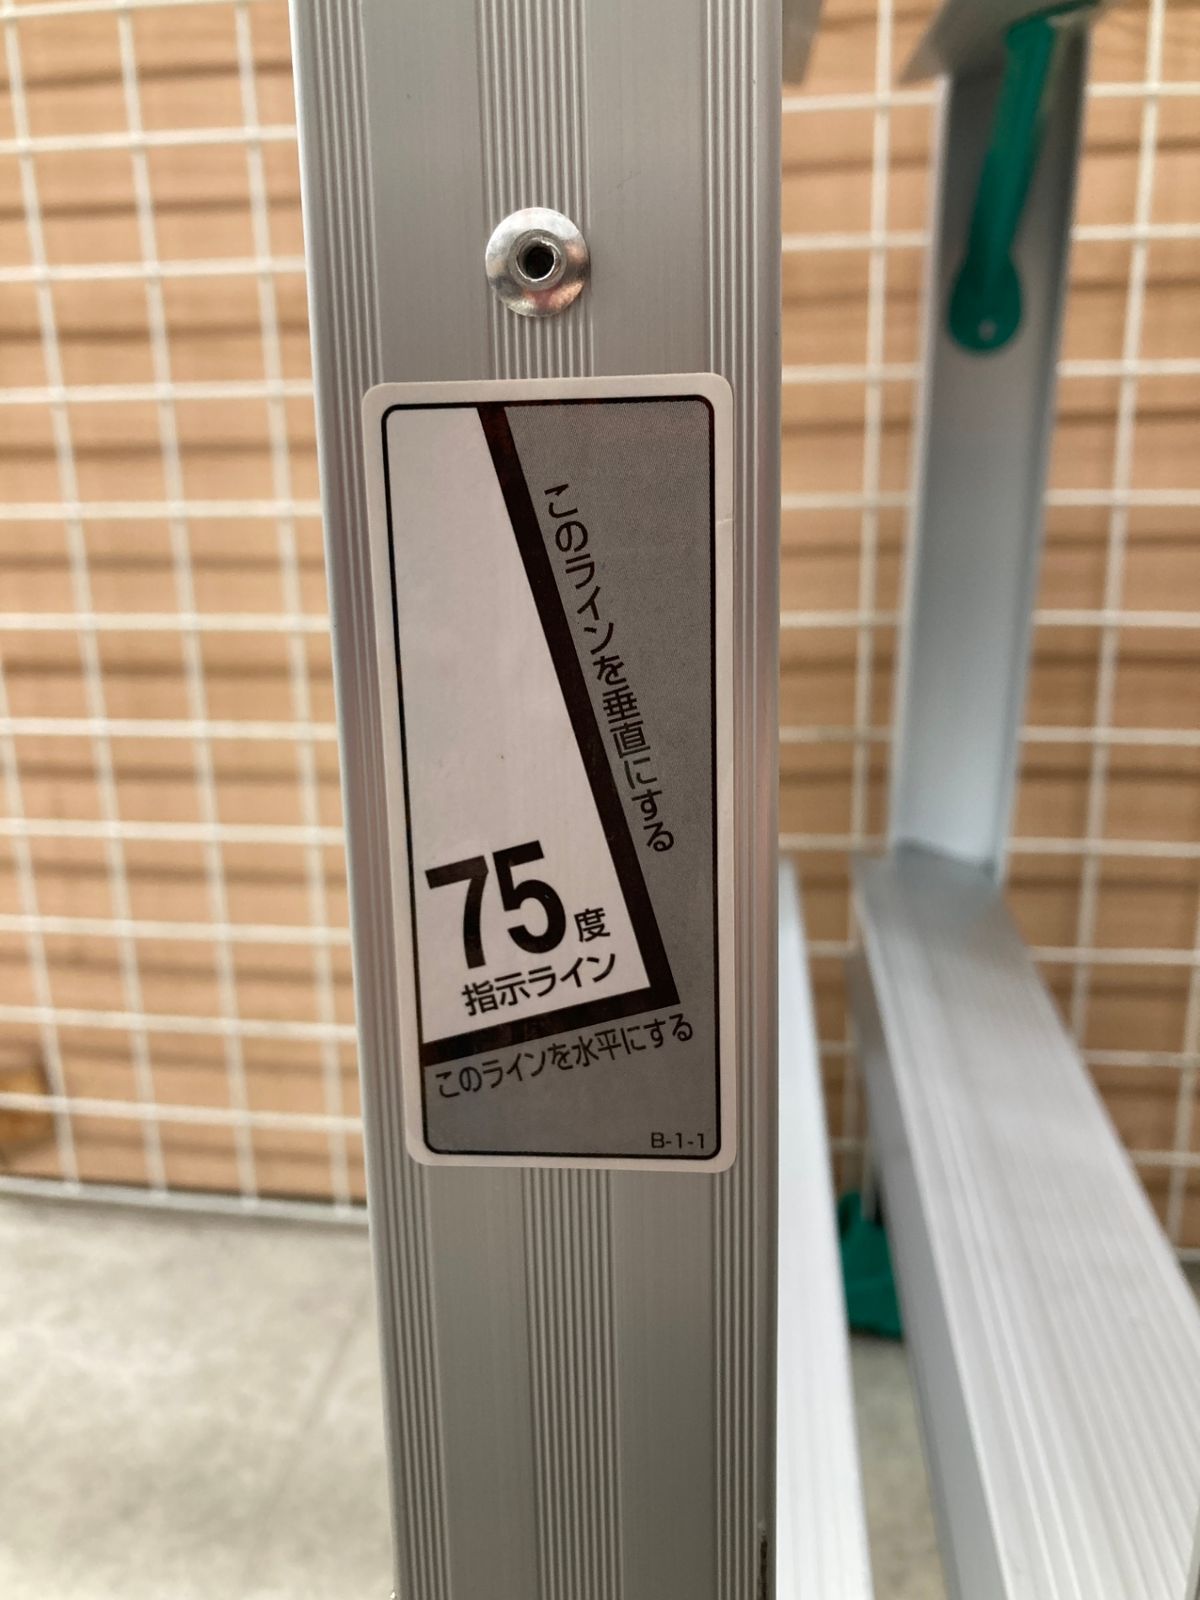 このラインを垂直にする
75度
指示ライン
このラインを水平にする
B-1-1